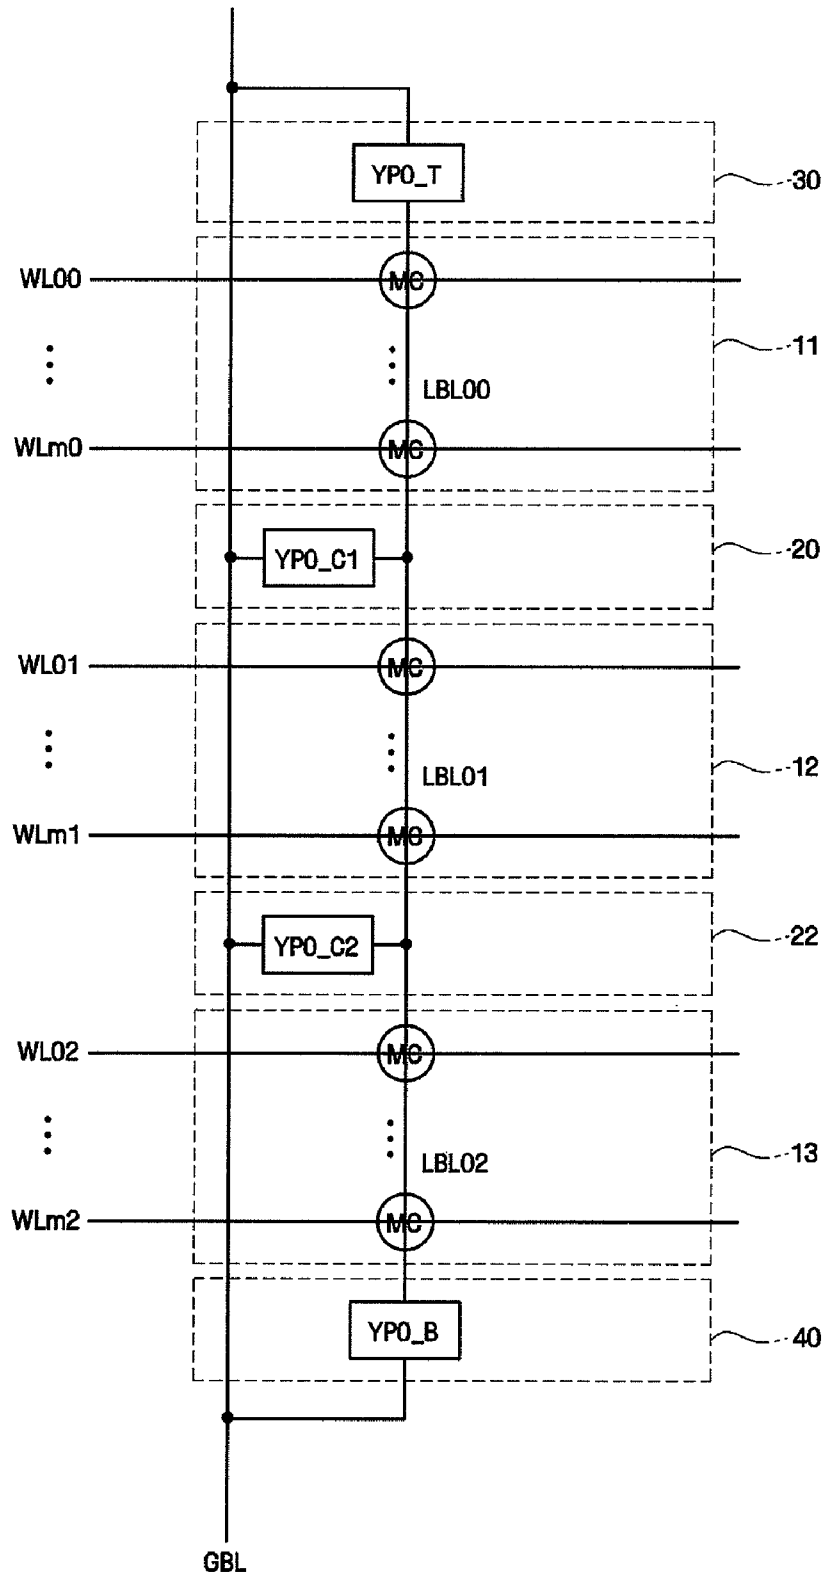 YP0_T
30
WL00
MC
11
LBL00
WLm0
MC
YP0_C1
20
WL01
MC
LBL01
12
WLm1
MC
YP0_C2
22
WL02
MC
13
LBL02
WLm2
MC
YP0_B
40
GBL